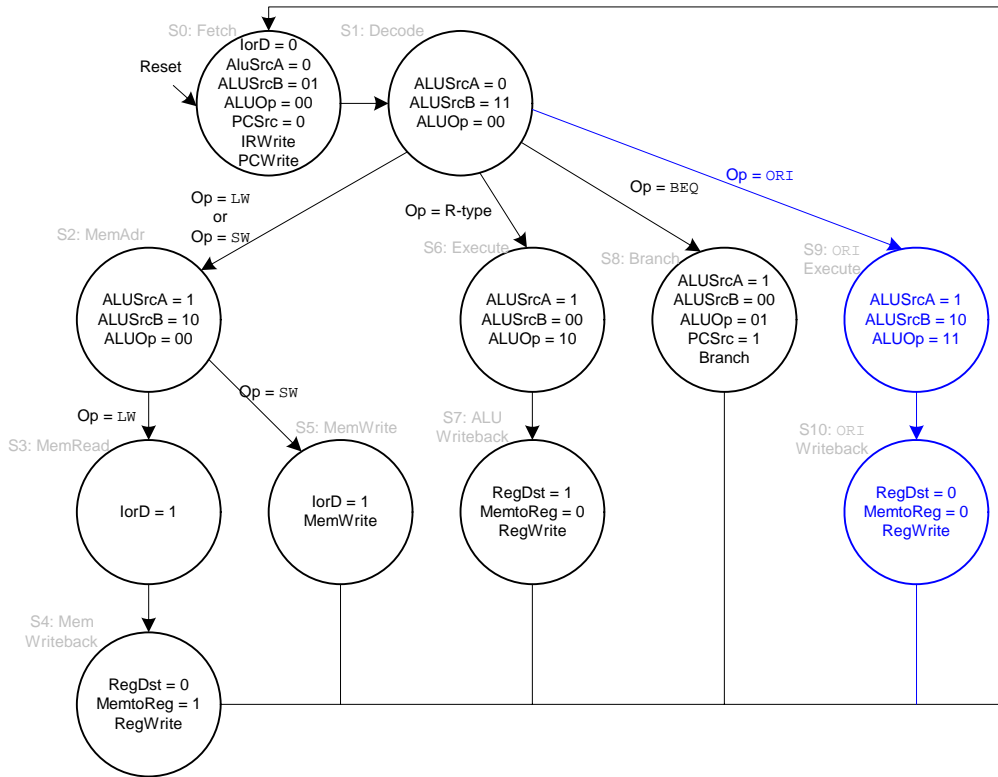 S0: Fetch
IorD = 0
AluSrcA = 0
ALUSrcB = 01
ALUOp = 00
PCSrc = 0
IRWrite
PCWrite
Reset
S1: Decode
ALUSrcA = 0
ALUSrcB = 11
ALUOp = 00
Op = LW
or
Op = SW
Op = R-type
Op = BEQ
Op = ORI
S2: MemAdr
ALUSrcA = 1
ALUSrcB = 10
ALUOp = 00
S6: Execute
ALUSrcA = 1
ALUSrcB = 00
ALUOp = 10
S8: Branch
ALUSrcA = 1
ALUSrcB = 00
ALUOp = 01
PCSrc = 1
Branch
S9: ORI
Execute
ALUSrcA = 1
ALUSrcB = 10
ALUOp = 11
Op = LW
Op = SW
S3: MemRead
IorD = 1
S5: MemWrite
IorD = 1
MemWrite
S7: ALU
Writeback
RegDst = 1
MemtoReg = 0
RegWrite
S10: ORI
Writeback
RegDst = 0
MemtoReg = 0
RegWrite
S4: Mem
Writeback
RegDst = 0
MemtoReg = 1
RegWrite